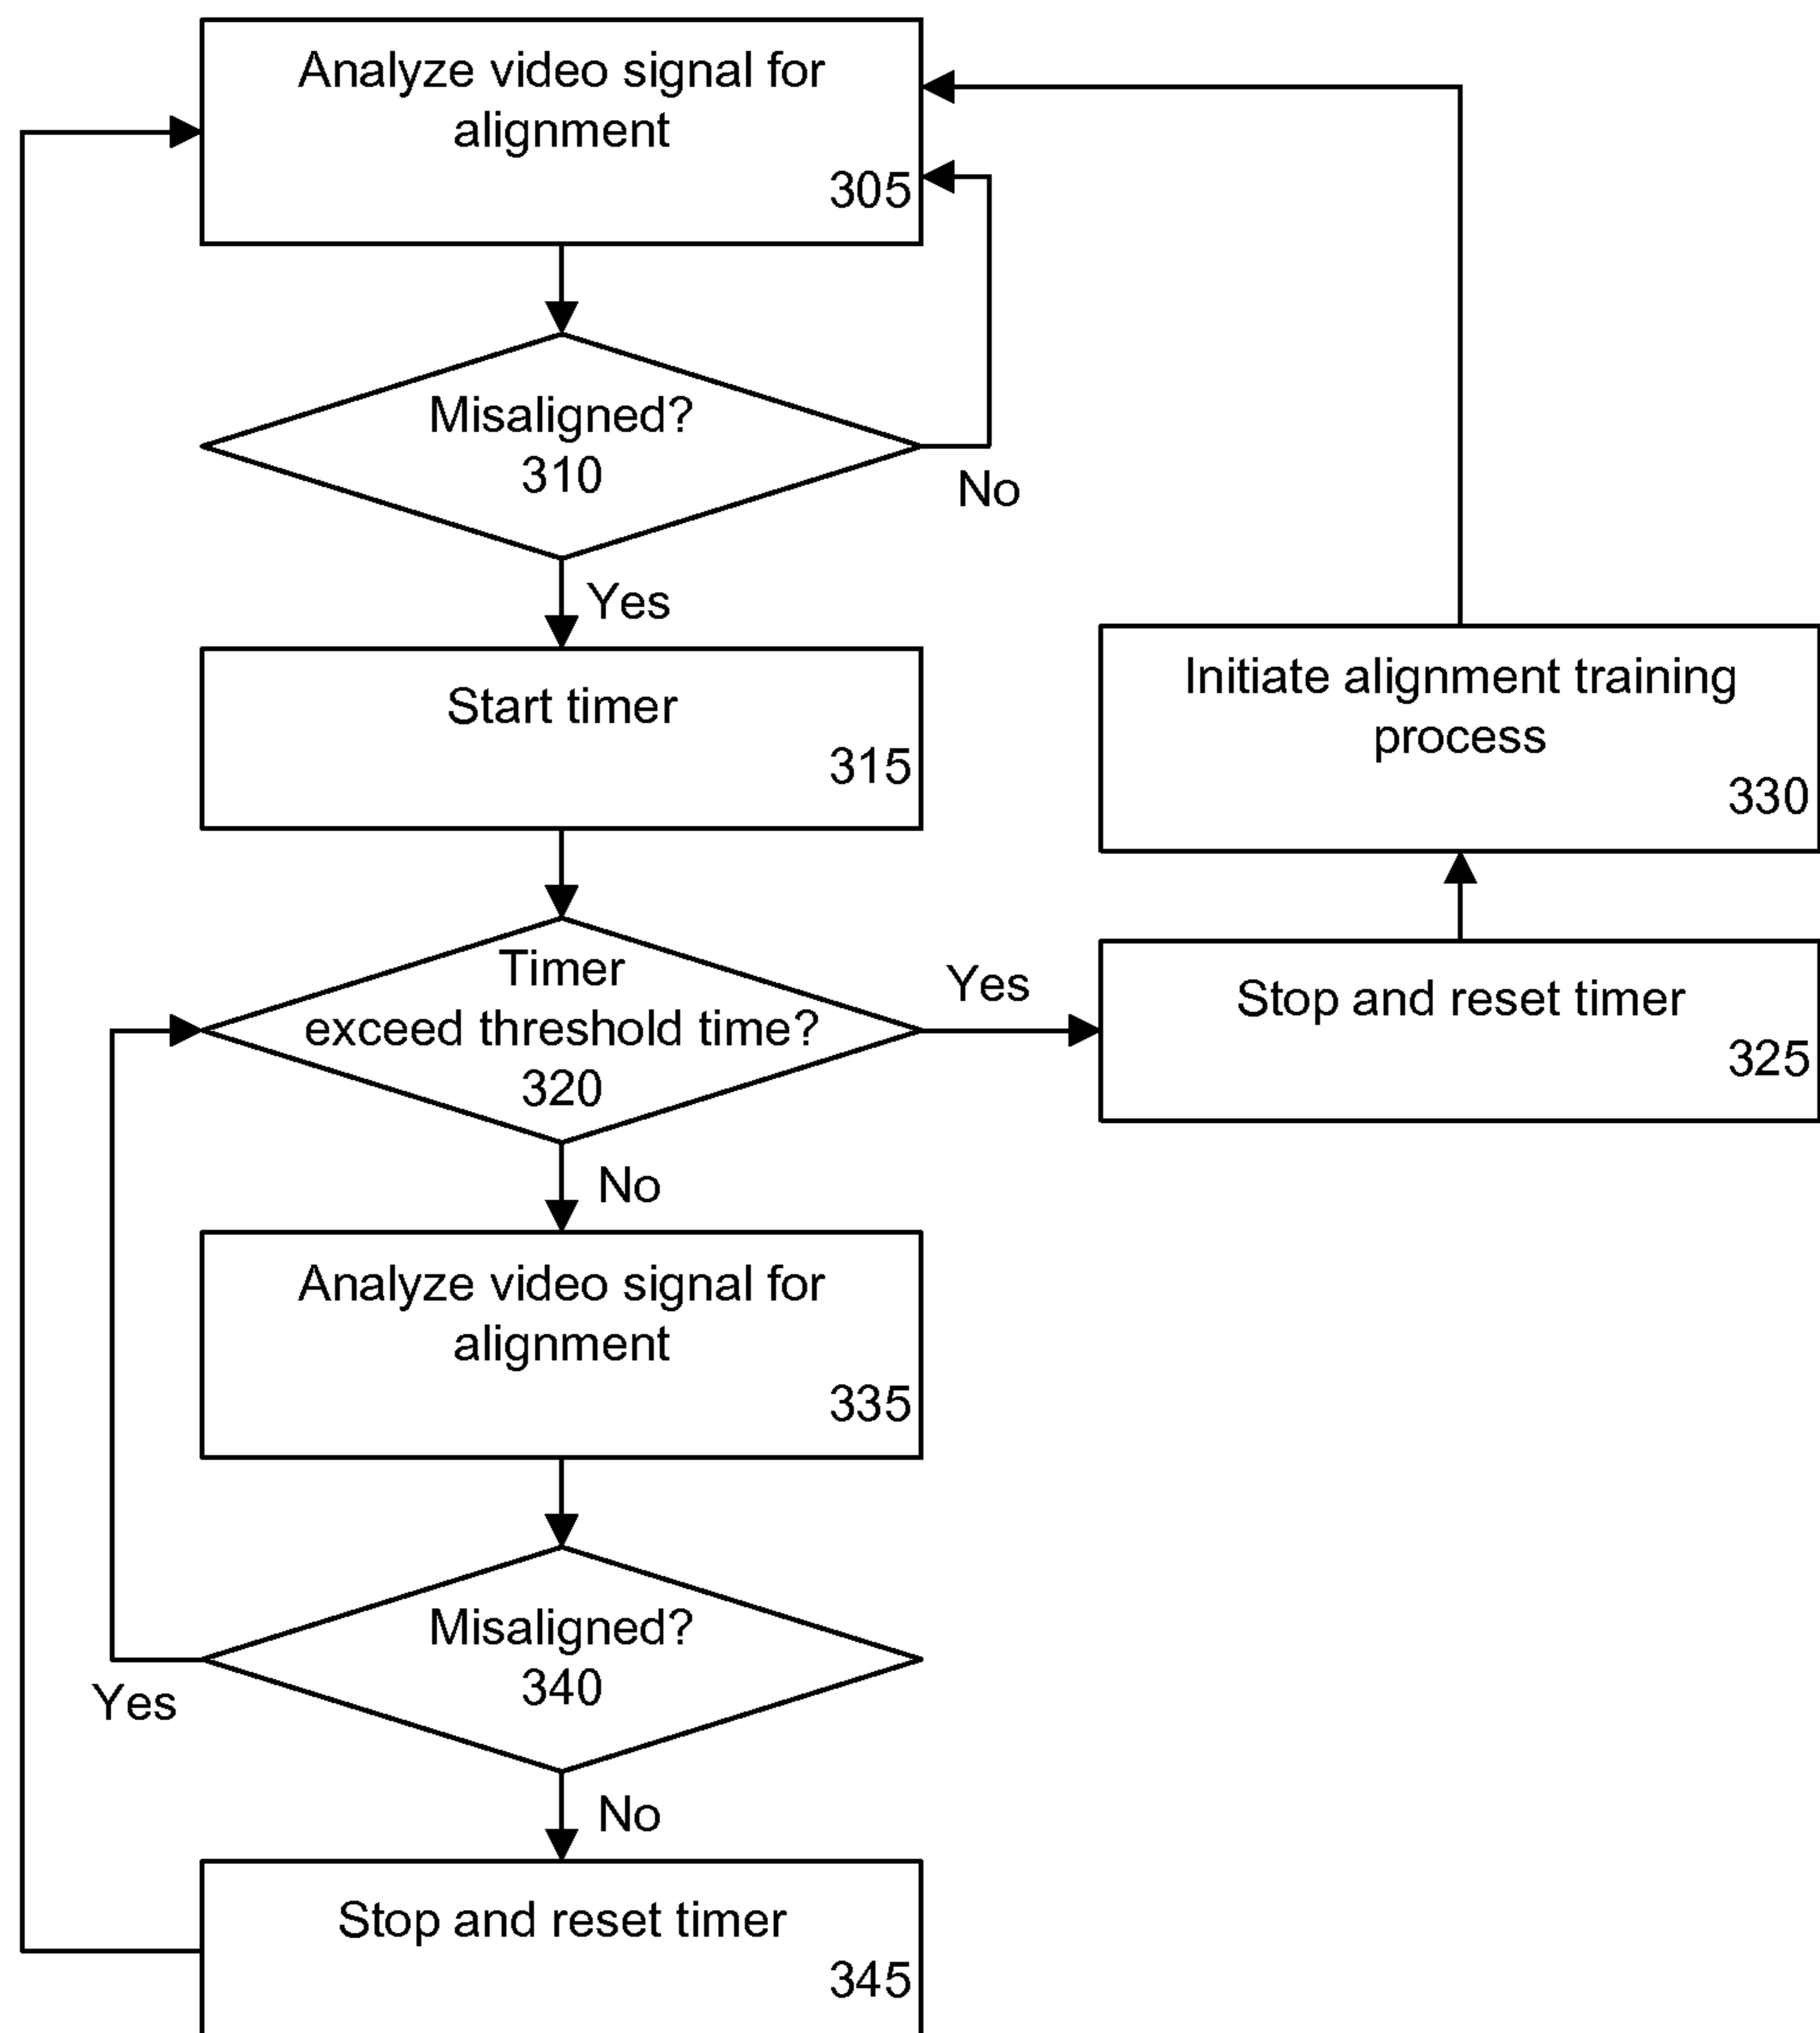 Analyze video signal for
alignment
305
Misaligned?
310
No
Yes
Start timer
315
Initiate alignment training
process
330
Timer
exceed threshold time?
320
Yes
Stop and reset timer
325
No
Analyze video signal for
alignment
335
Misaligned?
340
Yes
No
Stop and reset timer
345